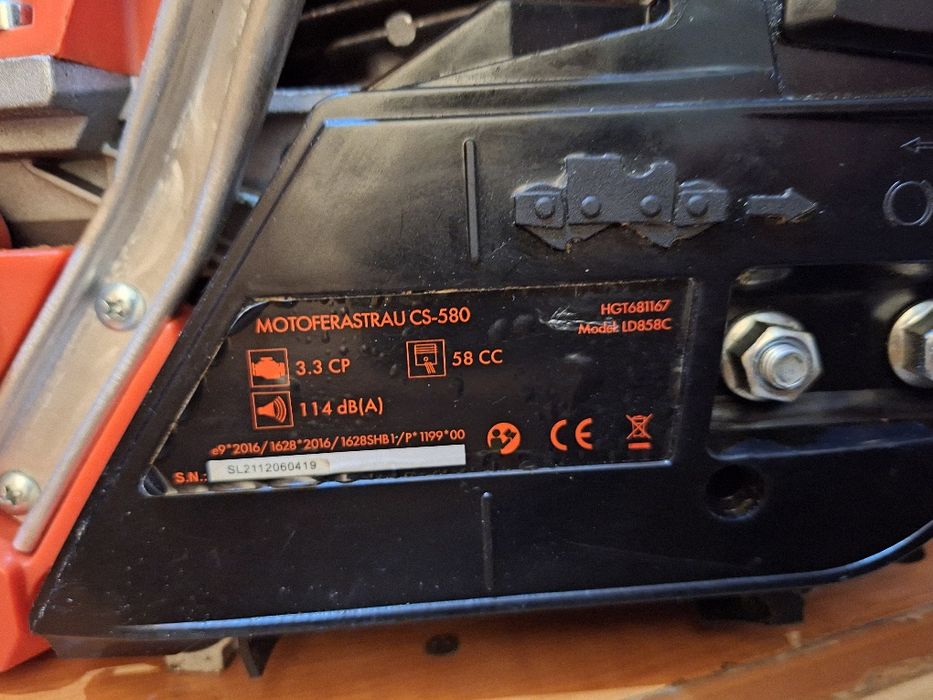 MOTOFERASTRAU CS-580
HGT681167
Model: LD858C
3.3 CP
58 CC
114 dB(A)
e9*2016/1628*2016/1628SHB1-/P*1199*00
CE
S.N.: SL2112060419